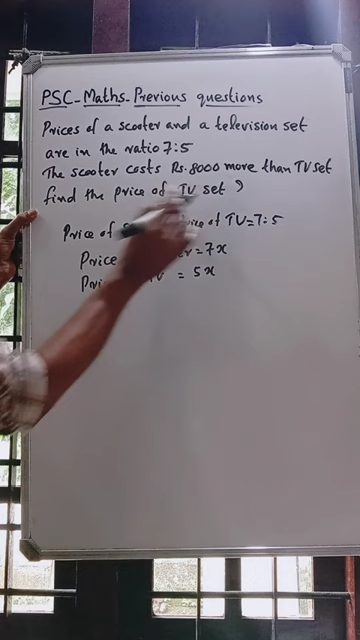 PSC-Maths-Previous questions
Prices of a scooter and a television set
are in the ratio 7:5
The scooter costs Rs.8000 more than TV set
find the price of TV set ?
Price of of TV=7:5
Price =7x
= 5x